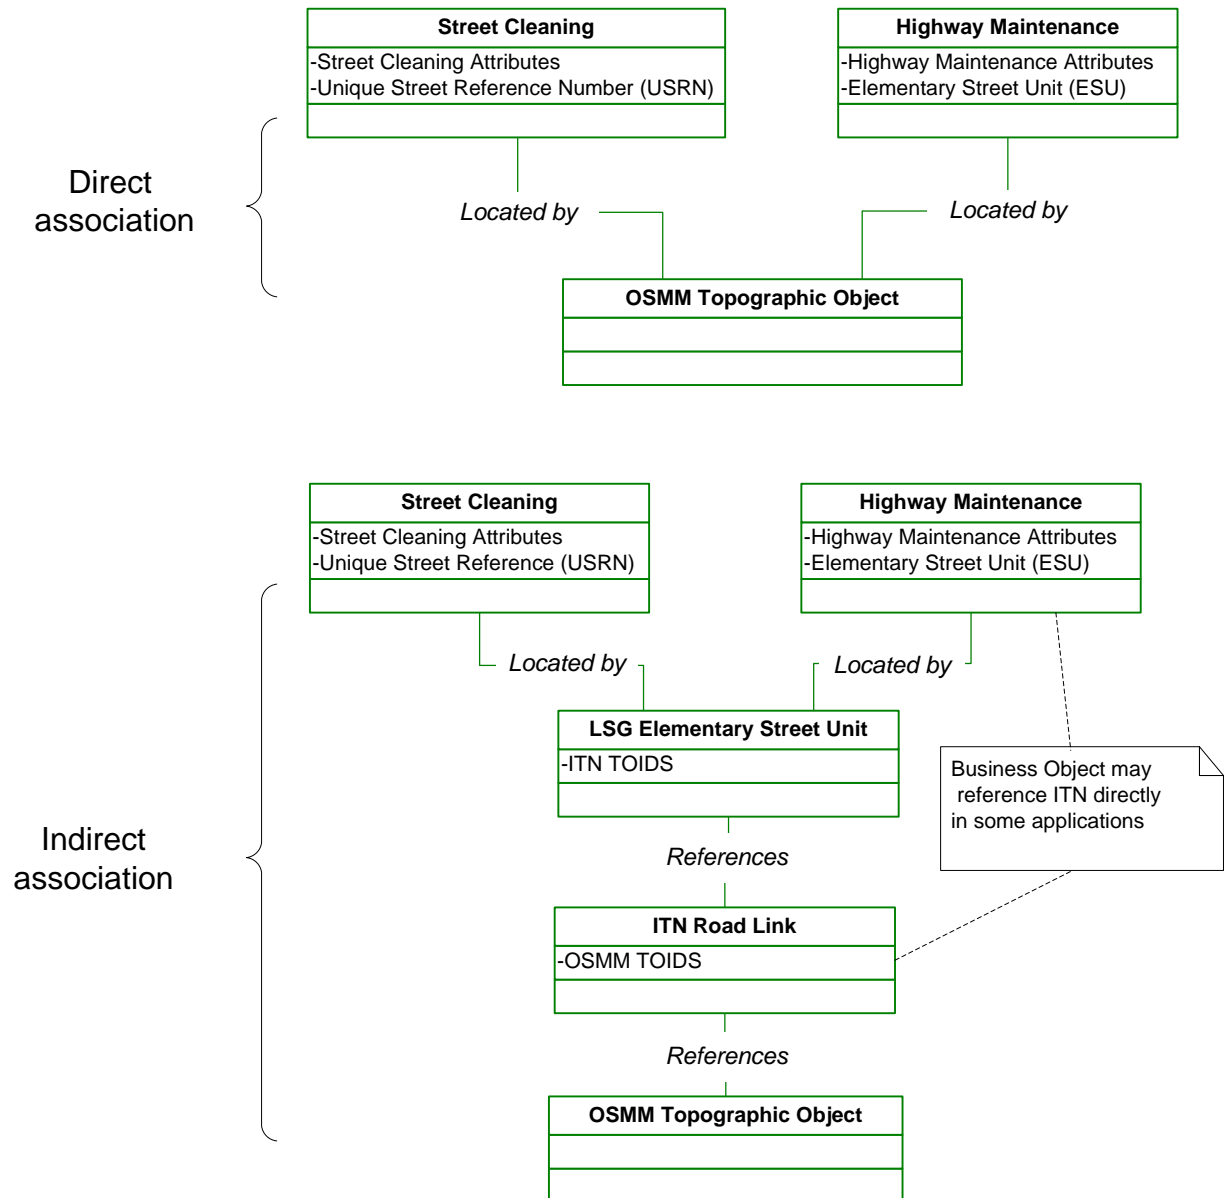 Street Cleaning
-Street Cleaning Attributes
-Unique Street Reference Number (USRN)
Highway Maintenance
-Highway Maintenance Attributes
-Elementary Street Unit (ESU)
Direct
association
Located by
Located by
OSMM Topographic Object
Street Cleaning
-Street Cleaning Attributes
-Unique Street Reference (USRN)
Highway Maintenance
-Highway Maintenance Attributes
-Elementary Street Unit (ESU)
Located by
Located by
LSG Elementary Street Unit
-ITN TOIDS
Business Object may
reference ITN directly
in some applications
Indirect
association
References
ITN Road Link
-OSMM TOIDS
References
OSMM Topographic Object